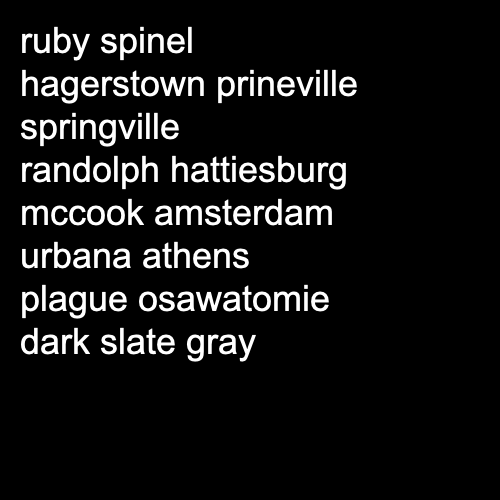 ruby spinel
hagerstown prineville
springville
randolph hattiesburg
mccook amsterdam
urbana athens
plague osawatomie
dark slate gray